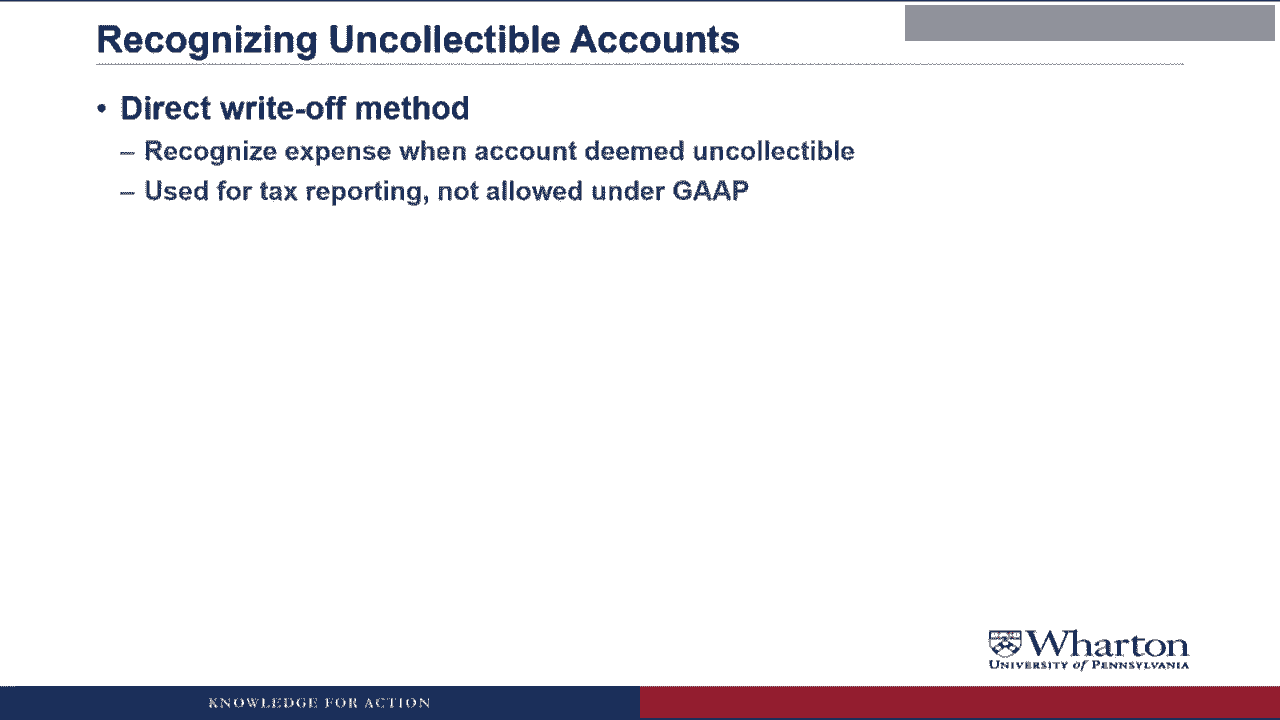 Recognizing Uncollectible Accounts
• Direct write-off method
– Recognize expense when account deemed uncollectible
– Used for tax reporting, not allowed under GAAP
Wharton
UNIVERSITY of PENNSYLVANIA
KNOWLEDGE FOR ACTION